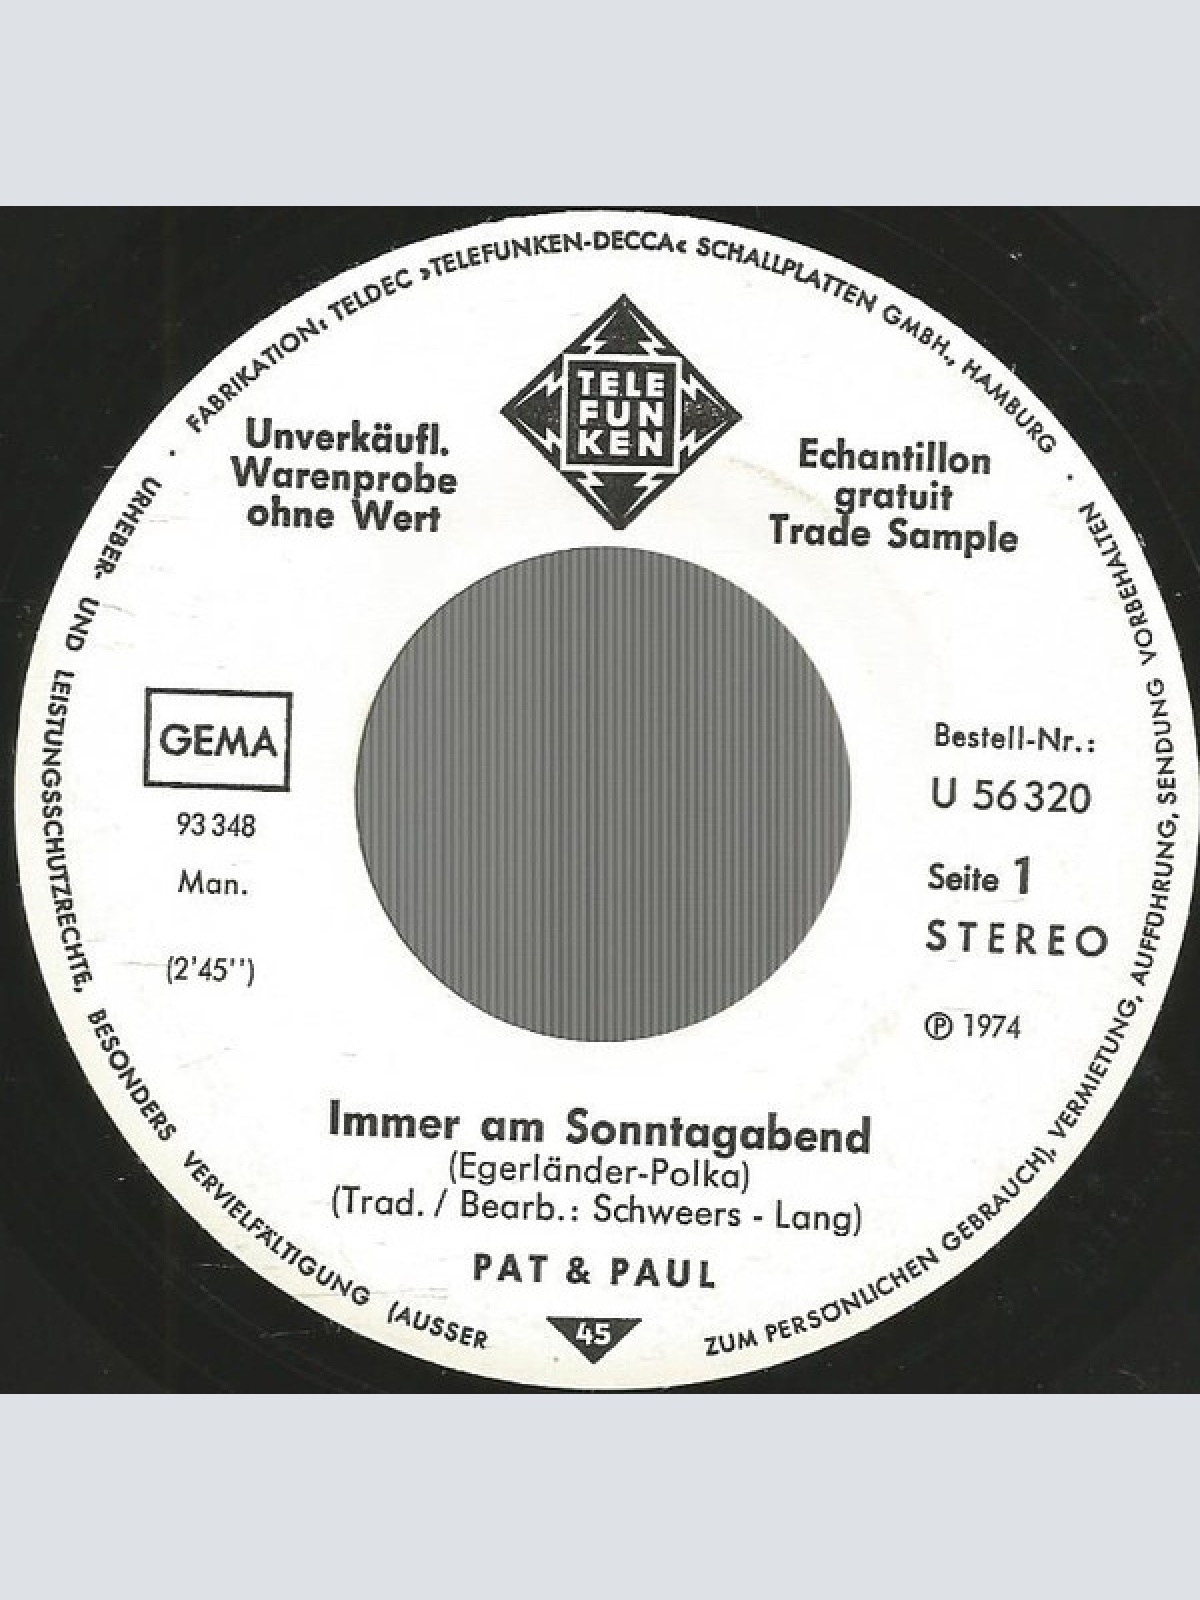 FABRIKATION: TELDEC »TELEFUNKEN-DECCA« SCHALLPLATTEN GMBH., HAMBURG ·
URHEBER- UND LEISTUNGSSCHUTZRECHTE, BESONDERS VERVIELFÄLTIGUNG (AUSSER
ZUM PERSÖNLICHEN GEBRAUCH), VERMIETUNG, AUFFÜHRUNG, SENDUNG VORBEHALTEN ·
TELE
FUN
KEN
Unverkäufl.
Warenprobe
ohne Wert
Echantillon
gratuit
Trade Sample
GEMA
93 348
Man.
(2'45'')
Bestell-Nr.:
U 56 320
Seite 1
STEREO
℗ 1974
Immer am Sonntagabend
(Egerländer-Polka)
(Trad. / Bearb.: Schweers - Lang)
PAT & PAUL
45